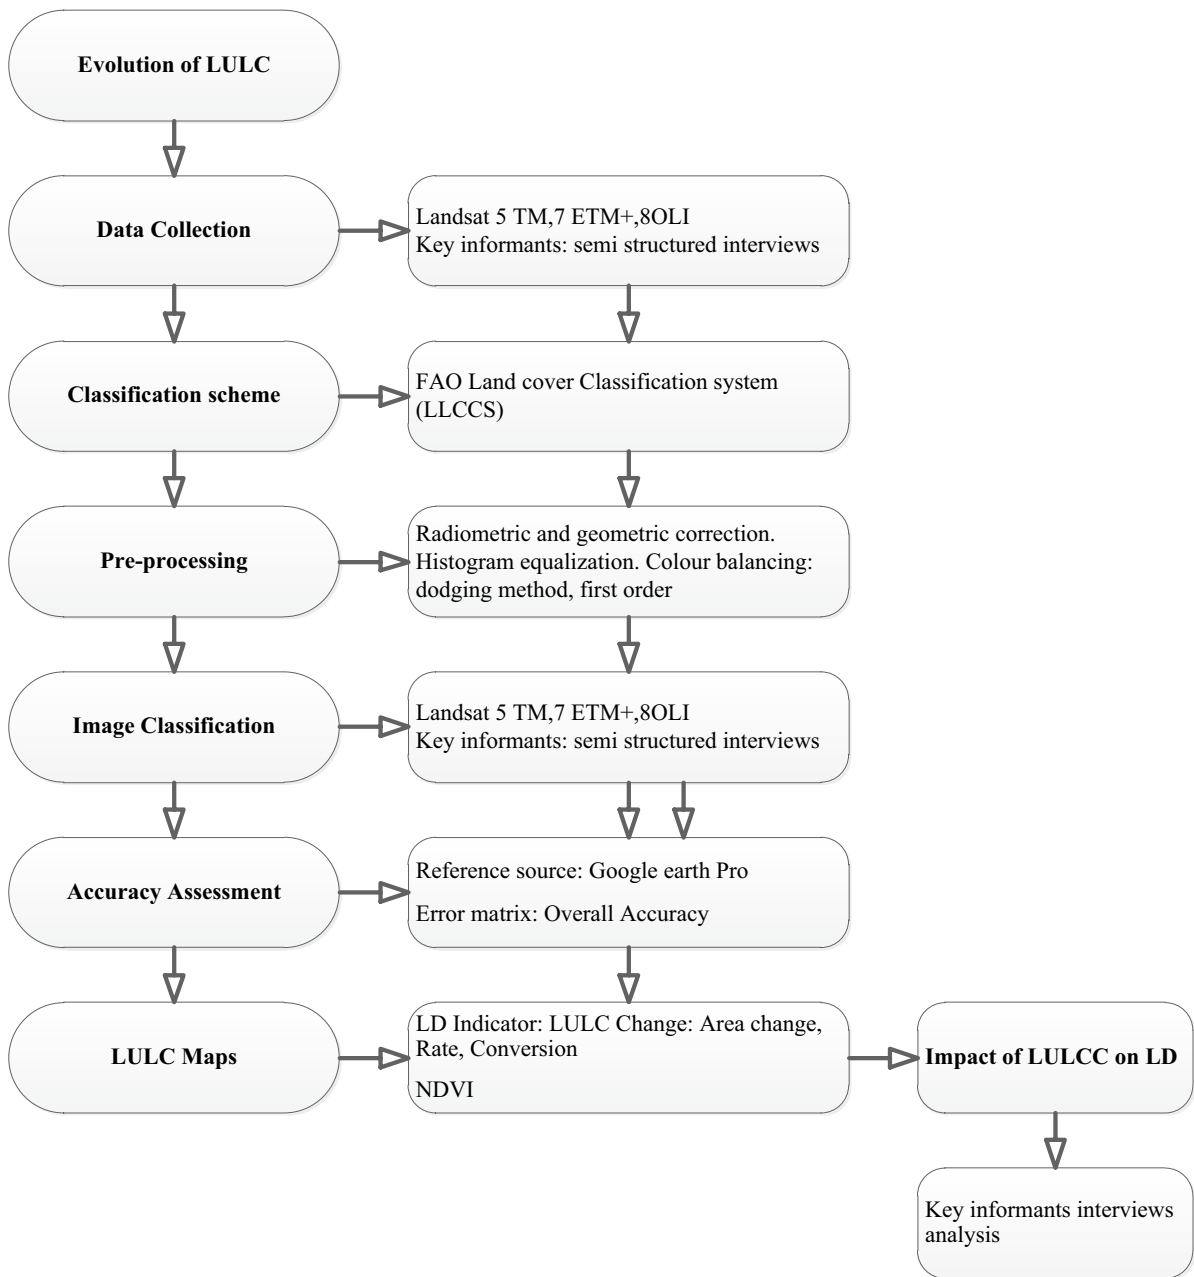 Evolution of LULC
Data Collection
Landsat 5 TM,7 ETM+,8OLI
Key informants: semi structured interviews
Classification scheme
FAO Land cover Classification system
(LLCCS)
Pre-processing
Radiometric and geometric correction.
Histogram equalization. Colour balancing:
dodging method, first order
Image Classification
Landsat 5 TM,7 ETM+,8OLI
Key informants: semi structured interviews
Accuracy Assessment
Reference source: Google earth Pro
Error matrix: Overall Accuracy
LULC Maps
LD Indicator: LULC Change: Area change,
Rate, Conversion
NDVI
Impact of LULCC on LD
Key informants interviews
analysis